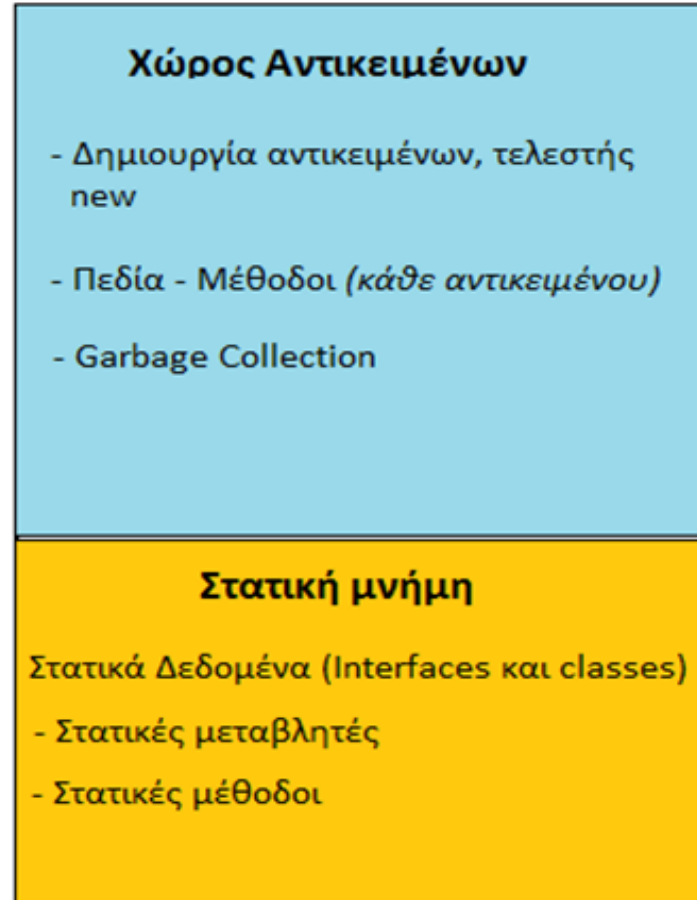 Χώρος Αντικειμένων
- Δημιουργία αντικειμένων, τελεστής
new
- Πεδία - Μέθοδοι (κάθε αντικειμένου)
- Garbage Collection
Στατική μνήμη
Στατικά Δεδομένα (Interfaces και classes)
- Στατικές μεταβλητές
- Στατικές μέθοδοι